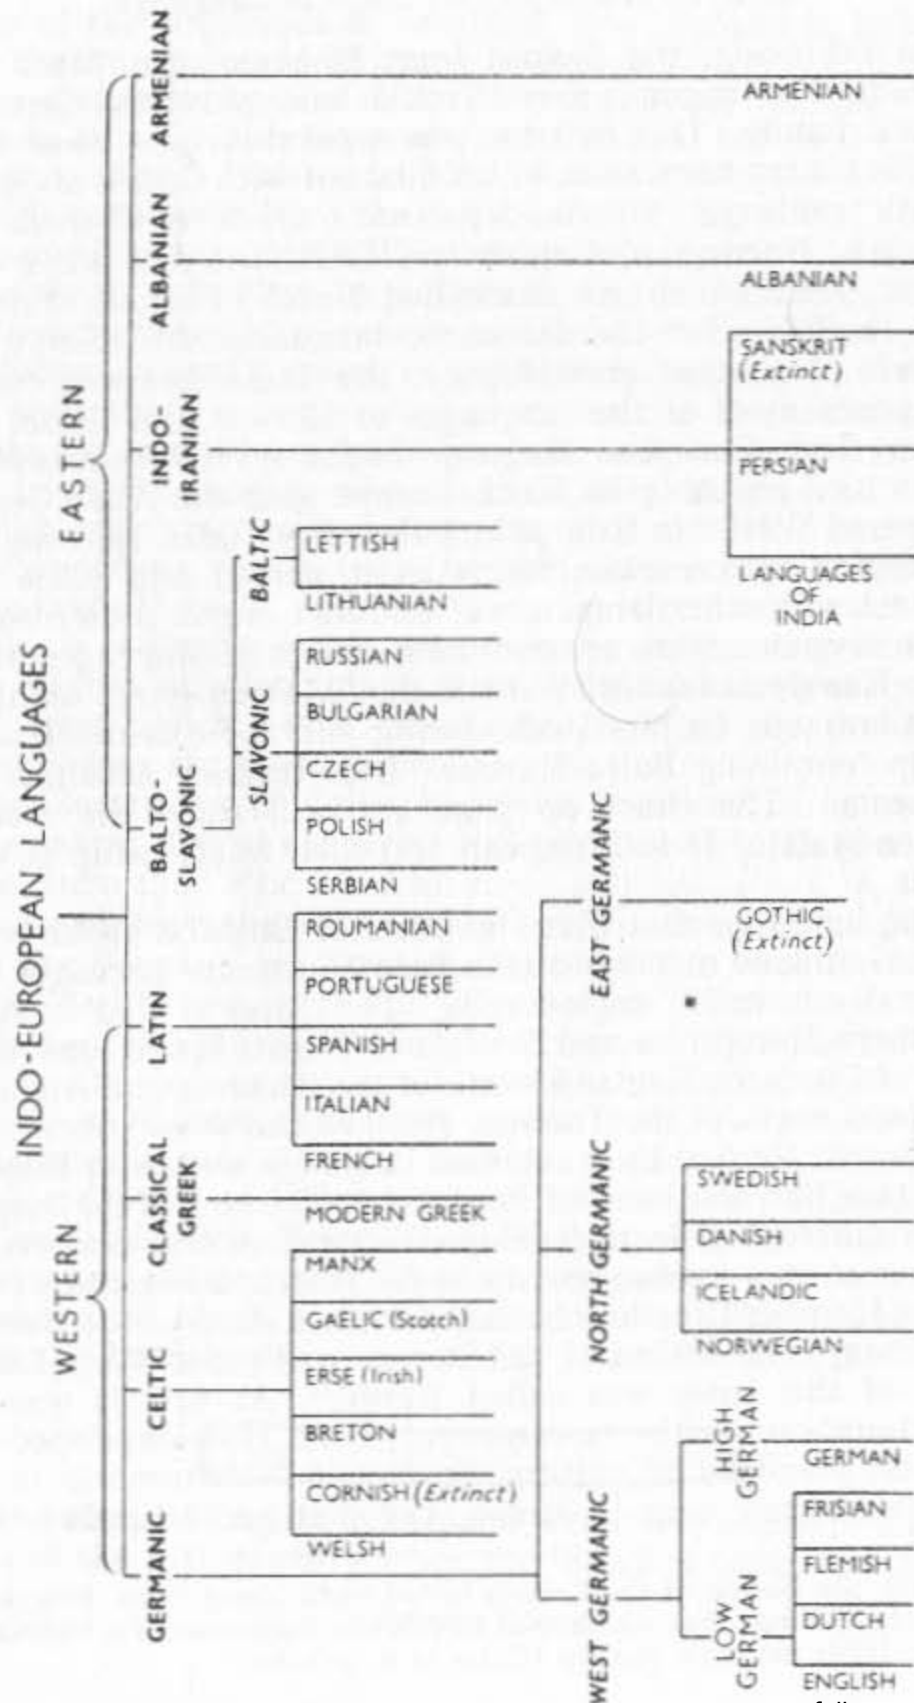 INDO-EUROPEAN LANGUAGES
EASTERN
ARMENIAN
ARMENIAN
ALBANIAN
ALBANIAN
INDO-
IRANIAN
SANSKRIT
(Extinct)
PERSIAN
LANGUAGES
OF
INDIA
BALTO-
SLAVONIC
BALTIC
LETTISH
LITHUANIAN
SLAVONIC
RUSSIAN
BULGARIAN
CZECH
POLISH
SERBIAN
WESTERN
LATIN
ROUMANIAN
PORTUGUESE
SPANISH
ITALIAN
FRENCH
CLASSICAL
GREEK
MODERN GREEK
CELTIC
MANX
GAELIC (Scotch)
ERSE (Irish)
BRETON
CORNISH (Extinct)
WELSH
GERMANIC
EAST GERMANIC
GOTHIC
(Extinct)
NORTH GERMANIC
SWEDISH
DANISH
ICELANDIC
NORWEGIAN
WEST GERMANIC
HIGH
GERMAN
GERMAN
LOW
GERMAN
FRISIAN
FLEMISH
DUTCH
ENGLISH